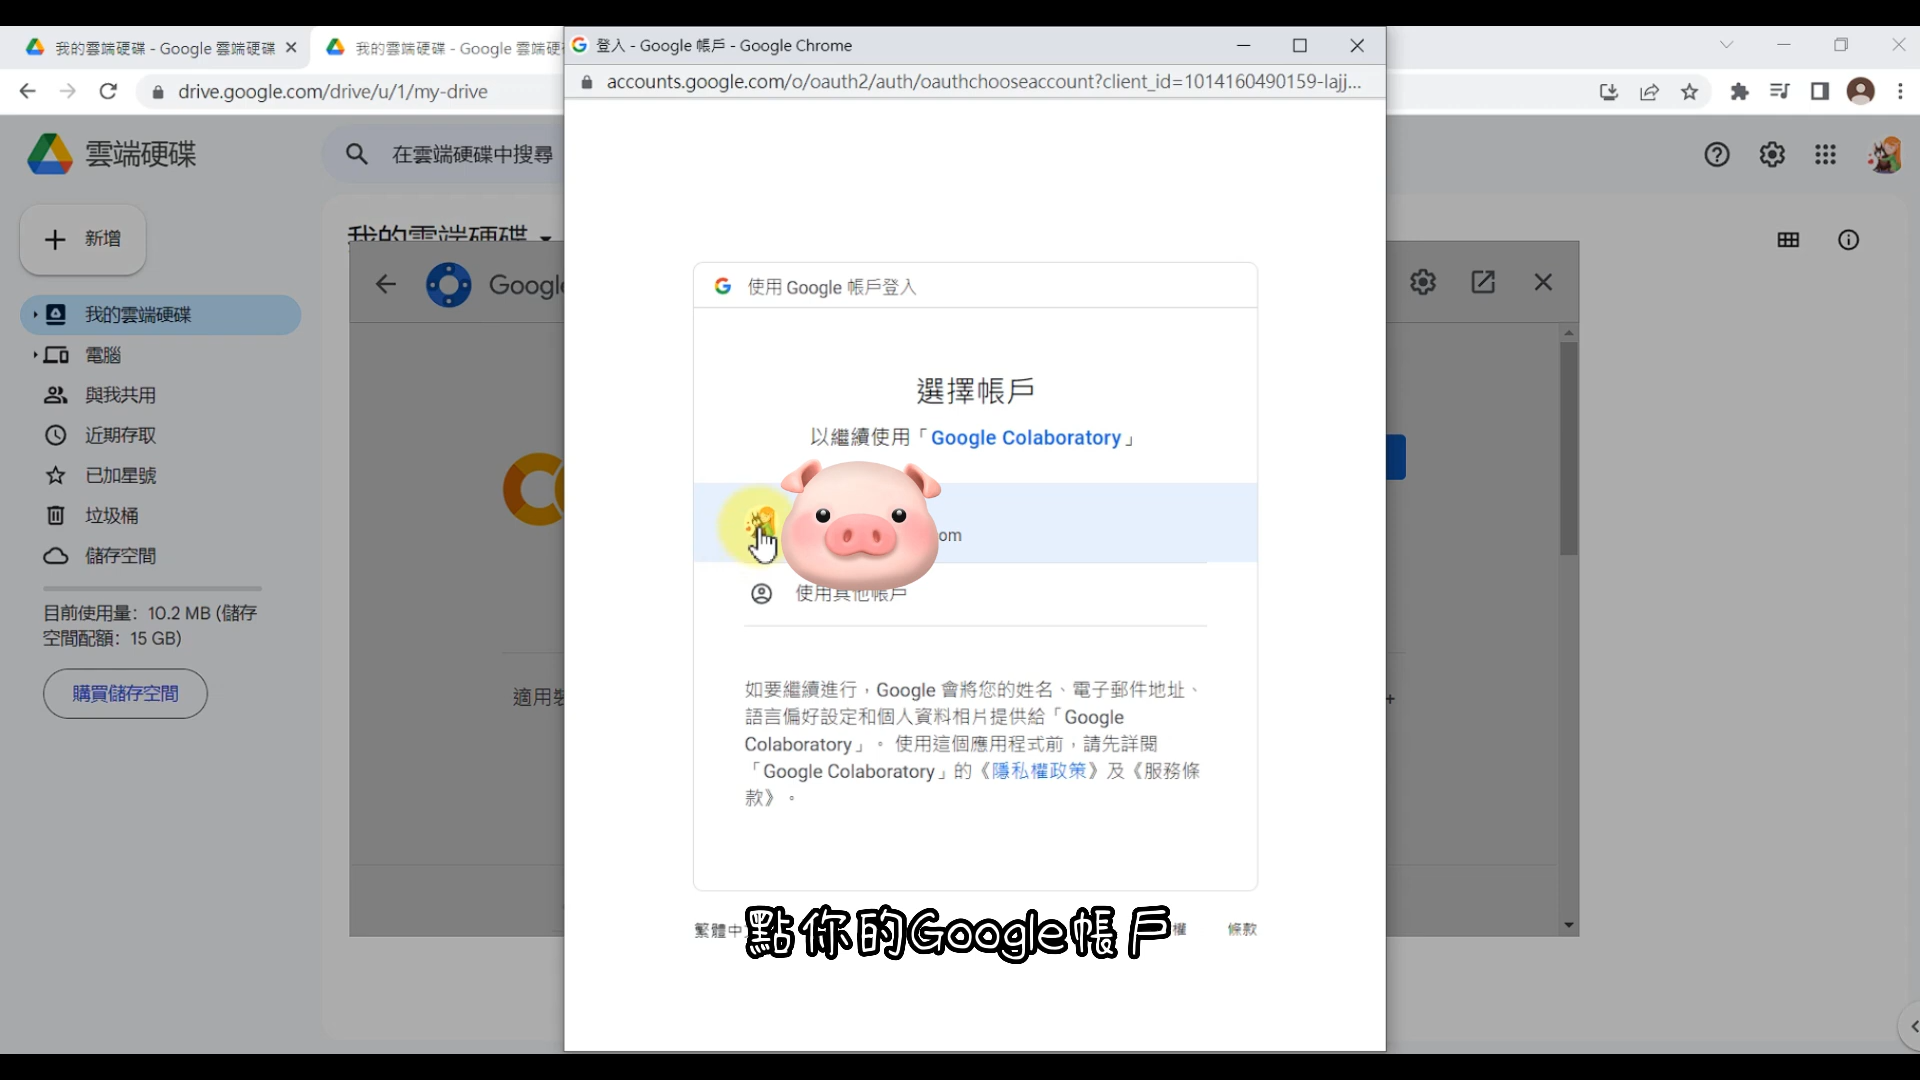 我的雲端硬碟 - Google 雲端硬碟
我的雲端硬碟 - Google 雲端硬
登入 - Google 帳戶 - Google Chrome
drive.google.com/drive/u/1/my-drive
accounts.google.com/o/oauth2/auth/oauthchooseaccount?client_id=1014160490159-lajj...
雲端硬碟
在雲端硬碟中搜尋
新增
我的雲端硬碟
Google
使用 Google 帳戶登入
我的雲端硬碟
電腦
與我共用
近期存取
已加星號
垃圾桶
儲存空間
目前使用量：10.2 MB (儲存
空間配額：15 GB)
購買儲存空間
選擇帳戶
以繼續使用「Google Colaboratory」
om
使用其他帳戶
適用裝
如要繼續進行，Google 會將您的姓名、電子郵件地址、
語言偏好設定和個人資料相片提供給「Google
Colaboratory」。 使用這個應用程式前，請先詳閱
「Google Colaboratory」的《隱私權政策》及《服務條
款》。
繁體中
權
條款
點你的Google帳戶